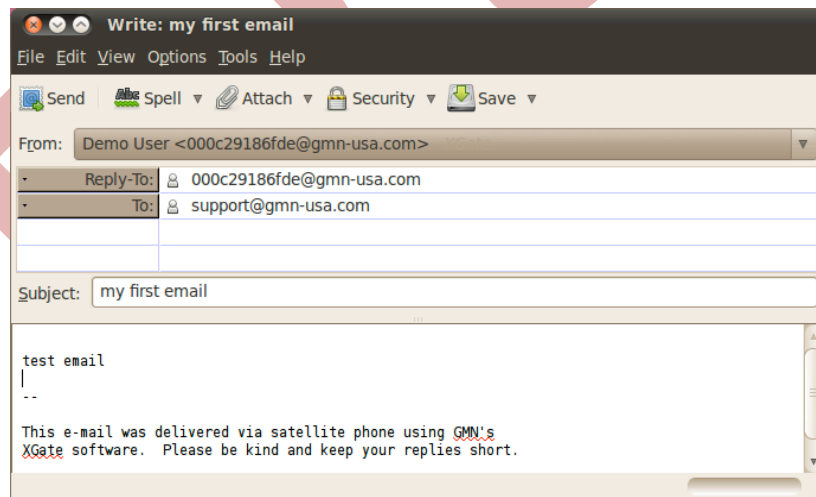 Write: my first email
File Edit View Options Tools Help
Send Abc Spell Attach Security Save
From: Demo User <000c29186fde@gmn-usa.com>
Reply-To: 000c29186fde@gmn-usa.com
To: support@gmn-usa.com
Subject: my first email
test email
--
This e-mail was delivered via satellite phone using GMN's
XGate software. Please be kind and keep your replies short.